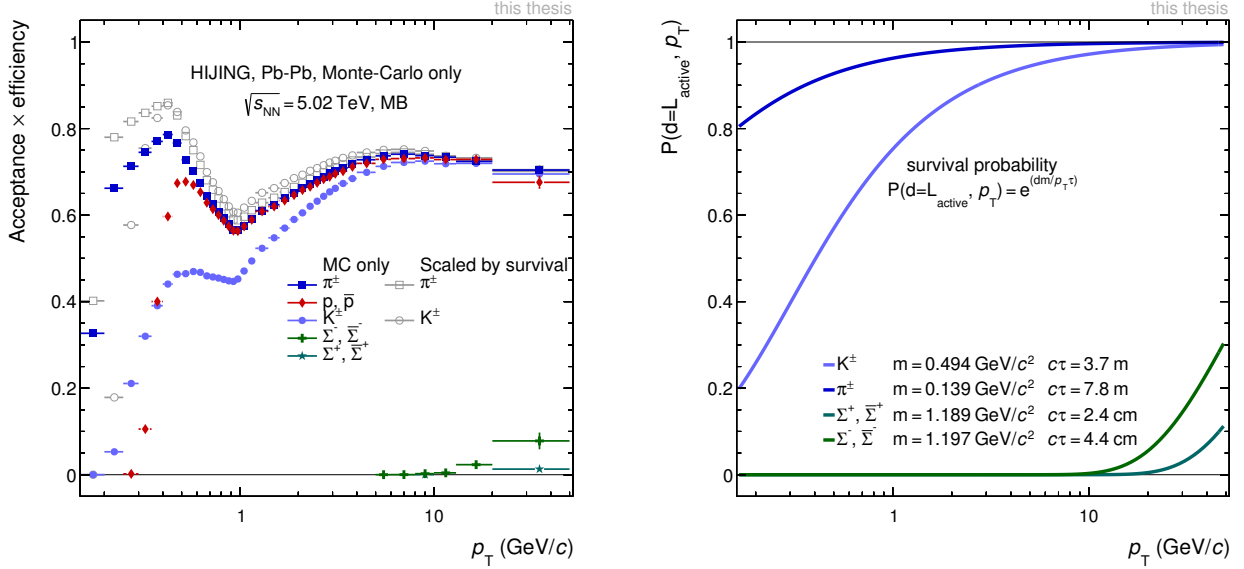 this thesis
Acceptance × efficiency
1
0.8
0.6
0.4
0.2
0
HIJING, Pb-Pb, Monte-Carlo only
√sNN = 5.02 TeV, MB
MC only
π±
p, p̅
K±
Σ-, Σ̅-
Σ+, Σ̅+
Scaled by survival
π±
K±
1
10
pT (GeV/c)
this thesis
P(d=Lactive, pT)
1
0.8
0.6
0.4
0.2
0
survival probability
P(d=Lactive, pT) = e(dm/pTτ)
K± m = 0.494 GeV/c2 cτ = 3.7 m
π± m = 0.139 GeV/c2 cτ = 7.8 m
Σ+, Σ̅+ m = 1.189 GeV/c2 cτ = 2.4 cm
Σ-, Σ̅- m = 1.197 GeV/c2 cτ = 4.4 cm
1
10
pT (GeV/c)